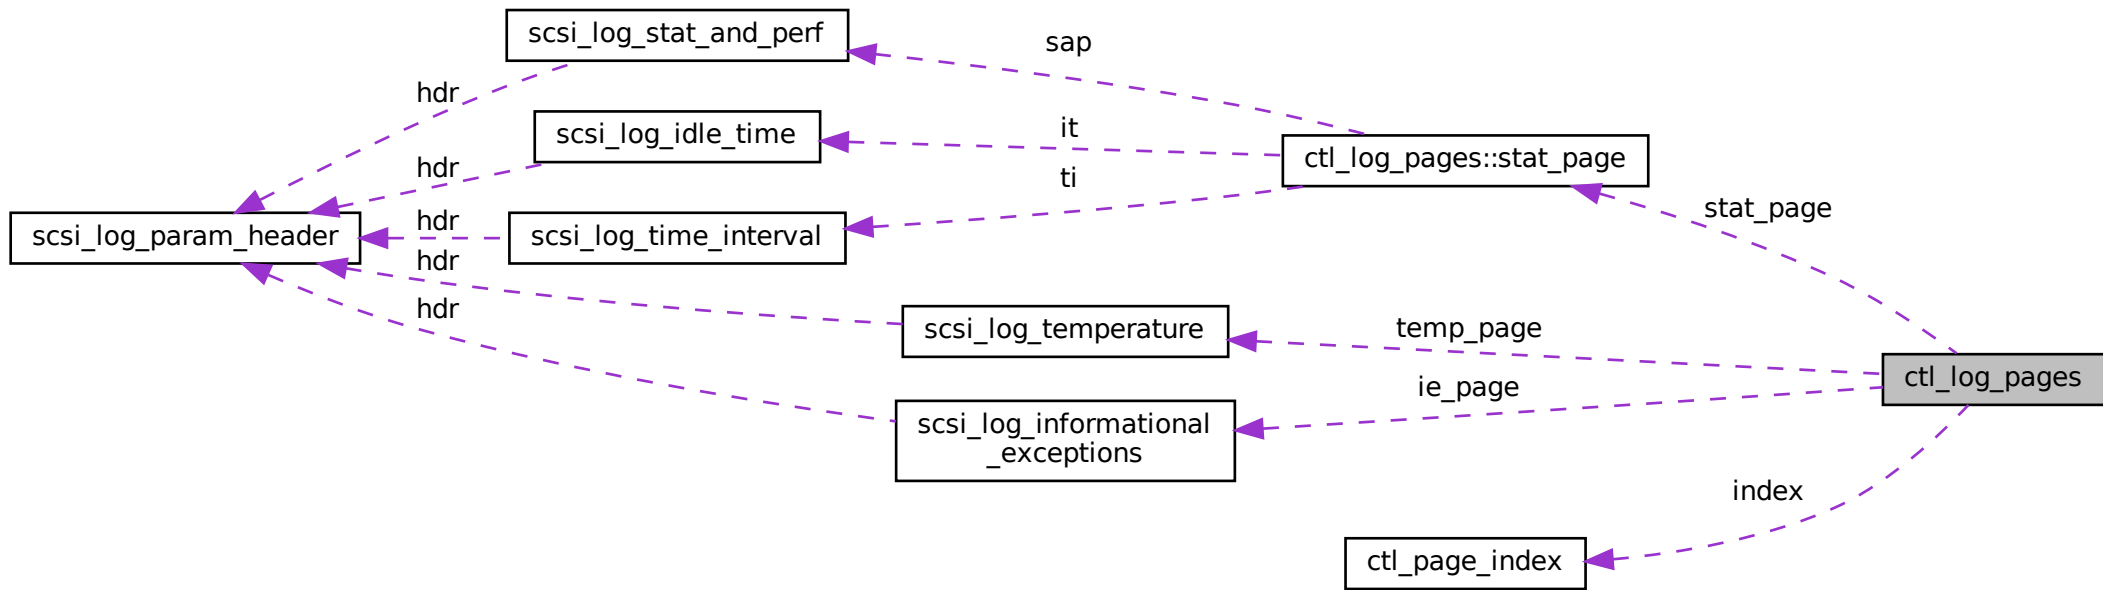 scsi_log_stat_and_perf
sap
hdr
scsi_log_idle_time
it
ctl_log_pages::stat_page
hdr
ti
stat_page
hdr
scsi_log_param_header
scsi_log_time_interval
hdr
hdr
scsi_log_temperature
temp_page
ctl_log_pages
ie_page
scsi_log_informational
_exceptions
index
ctl_page_index